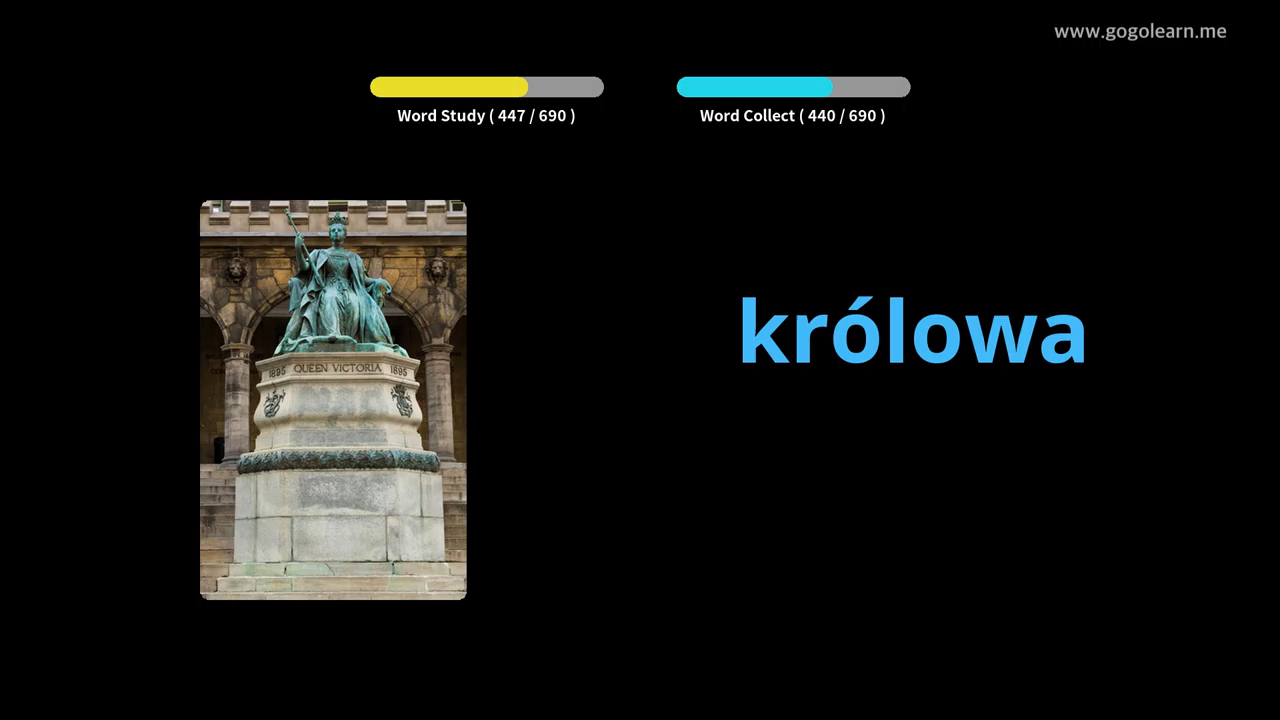 www.gogolearn.me
Word Study ( 447 / 690 )
Word Collect ( 440 / 690 )
królowa
1895 QUEEN VICTORIA 1895